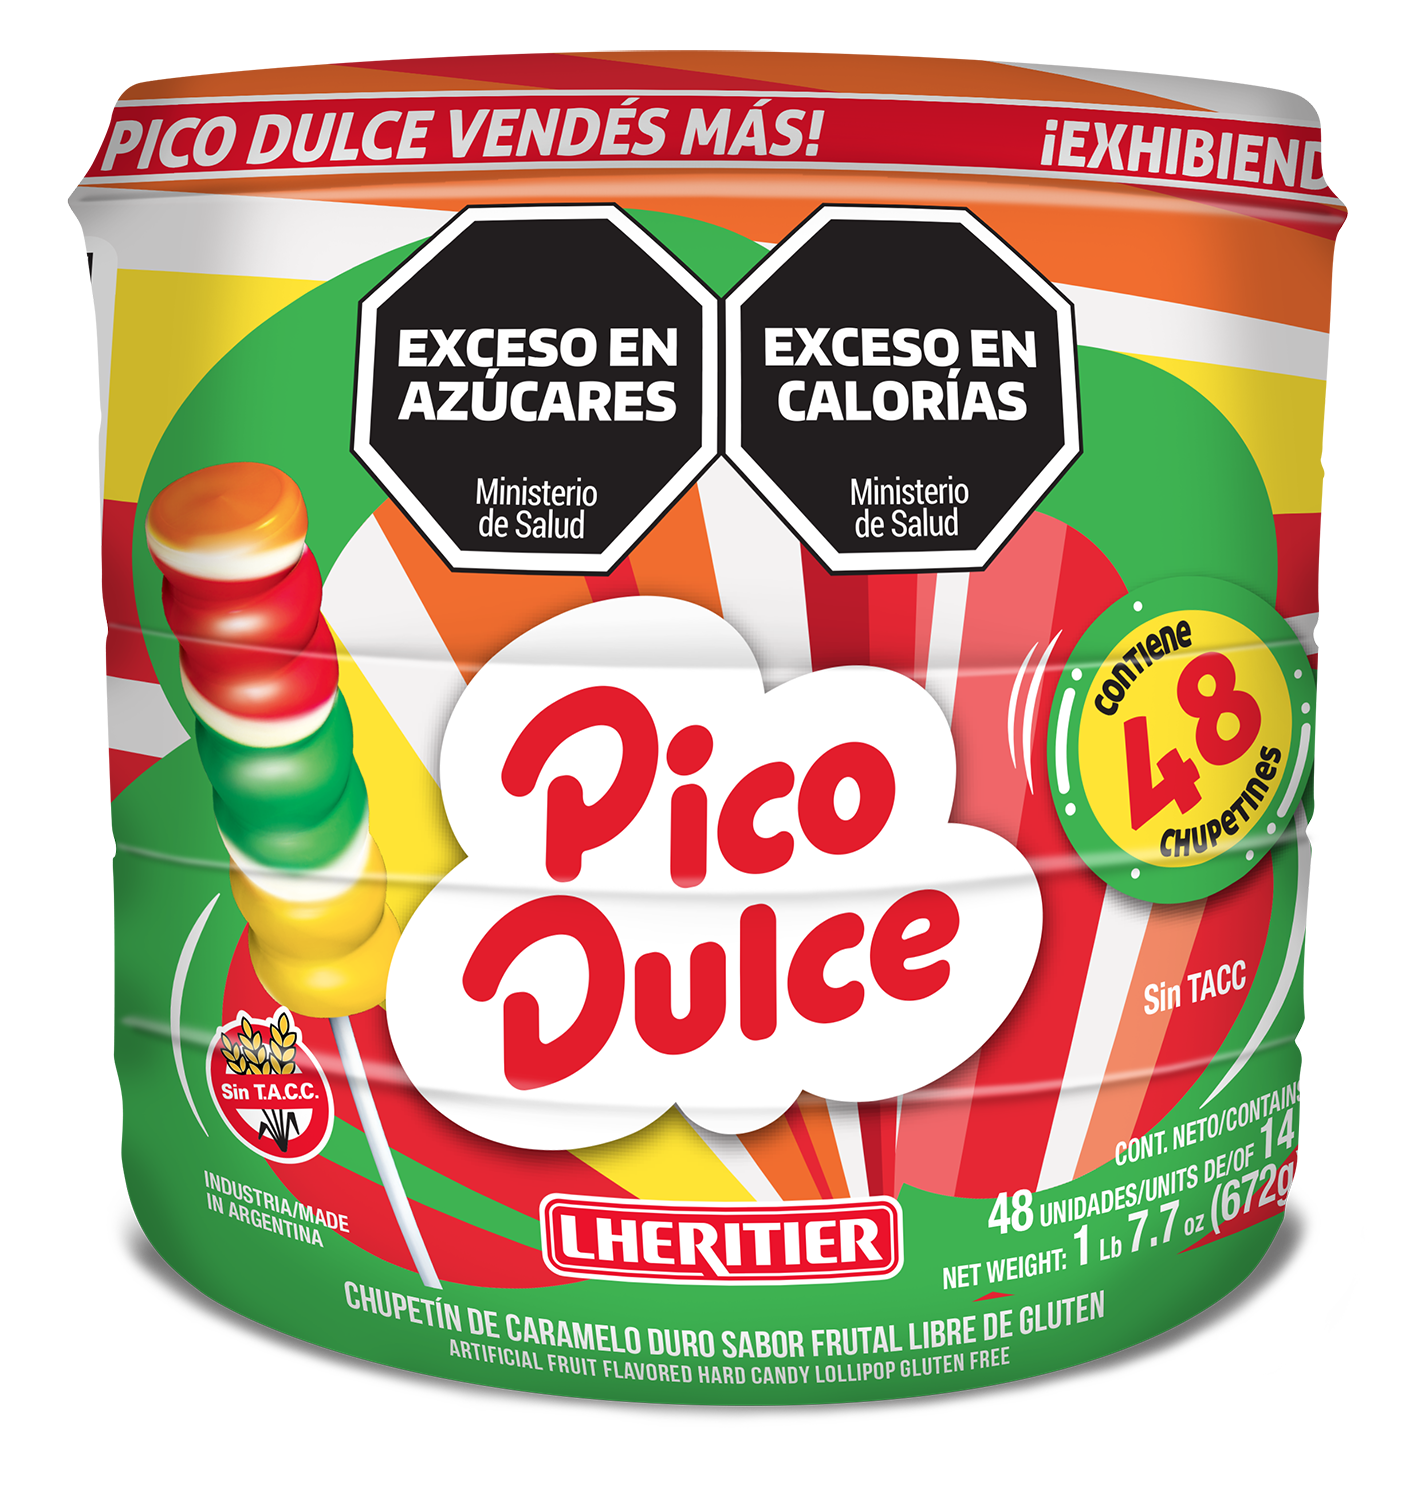 PICO DULCE VENDÉS MÁS!
¡EXHIBIEND
EXCESO EN
AZÚCARES
Ministerio
de Salud
EXCESO EN
CALORÍAS
Ministerio
de Salud
CONTIENE
48
CHUPETINES
Pico
Dulce
Sin TACC
Sin T.A.C.C.
INDUSTRIA/MADE
IN ARGENTINA
CONT. NETO/CONTAINS
48 UNIDADES/UNITS DE/OF 14
NET WEIGHT: 1 Lb 7.7 oz (672g
LHERITIER
CHUPETÍN DE CARAMELO DURO SABOR FRUTAL LIBRE DE GLUTEN
ARTIFICIAL FRUIT FLAVORED HARD CANDY LOLLIPOP GLUTEN FREE